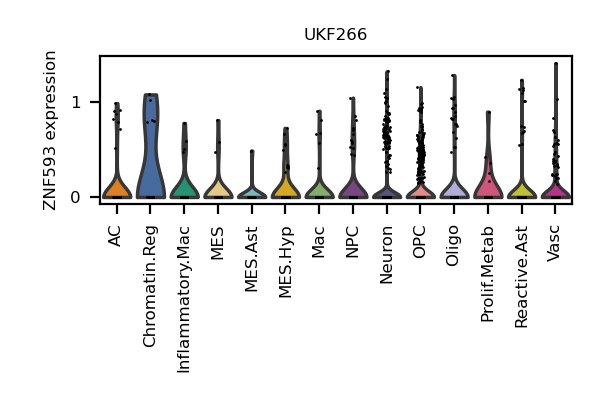 UKF266
ZNF593 expression
1
0
AC
Chromatin.Reg
Inflammatory.Mac
MES
MES.Ast
MES.Hyp
Mac
NPC
Neuron
OPC
Oligo
Prolif.Metab
Reactive.Ast
Vasc